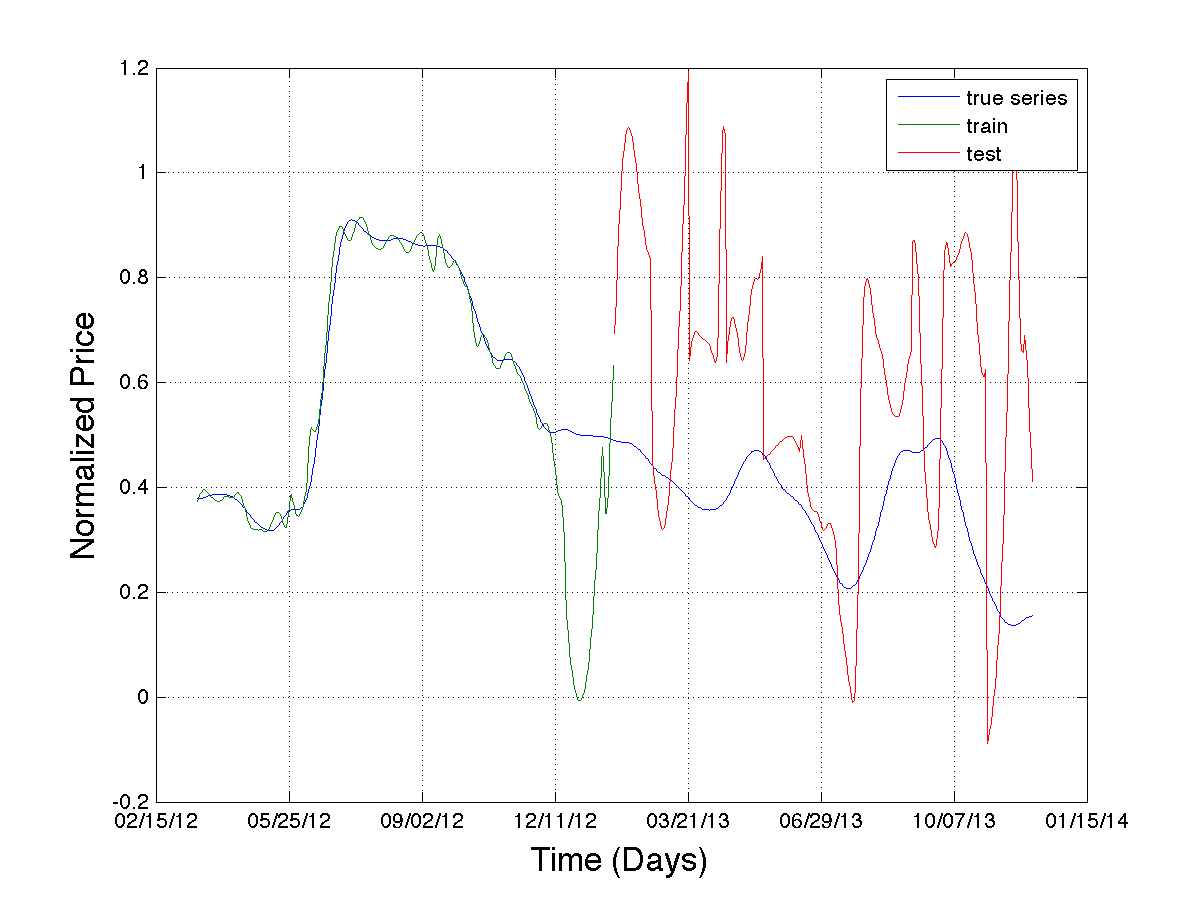 true series
train
test
Normalized Price
1.2
1
0.8
0.6
0.4
0.2
0
-0.2
02/15/12 05/25/12 09/02/12 12/11/12 03/21/13 06/29/13 10/07/13 01/15/14
Time (Days)